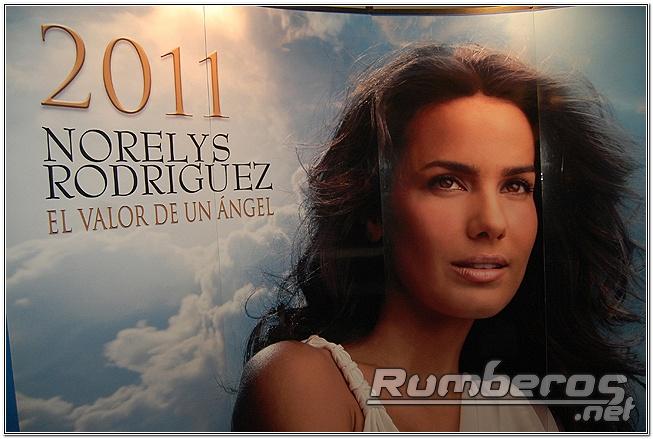 2011
NORELYS
RODRIGUEZ
EL VALOR DE UN ÁNGEL
Rumberos
.net